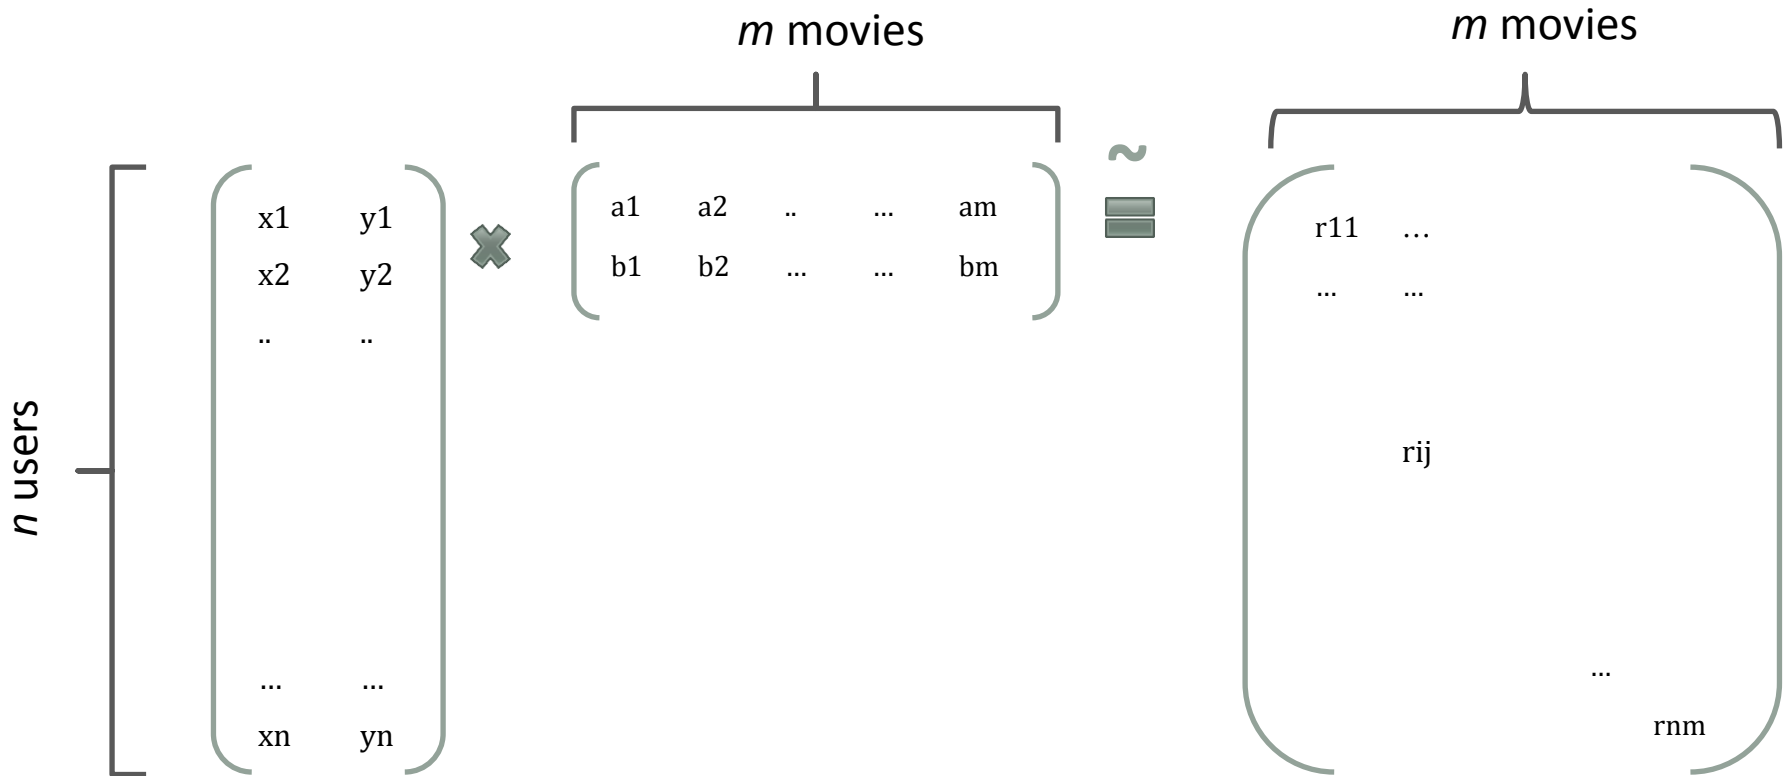 m movies
m movies
n users
x1 y1
x2 y2
.. ..
... ...
xn yn
a1 a2 .. ... am
b1 b2 ... ... bm
~
=
r11 ...
... ...
rij
...
rnm